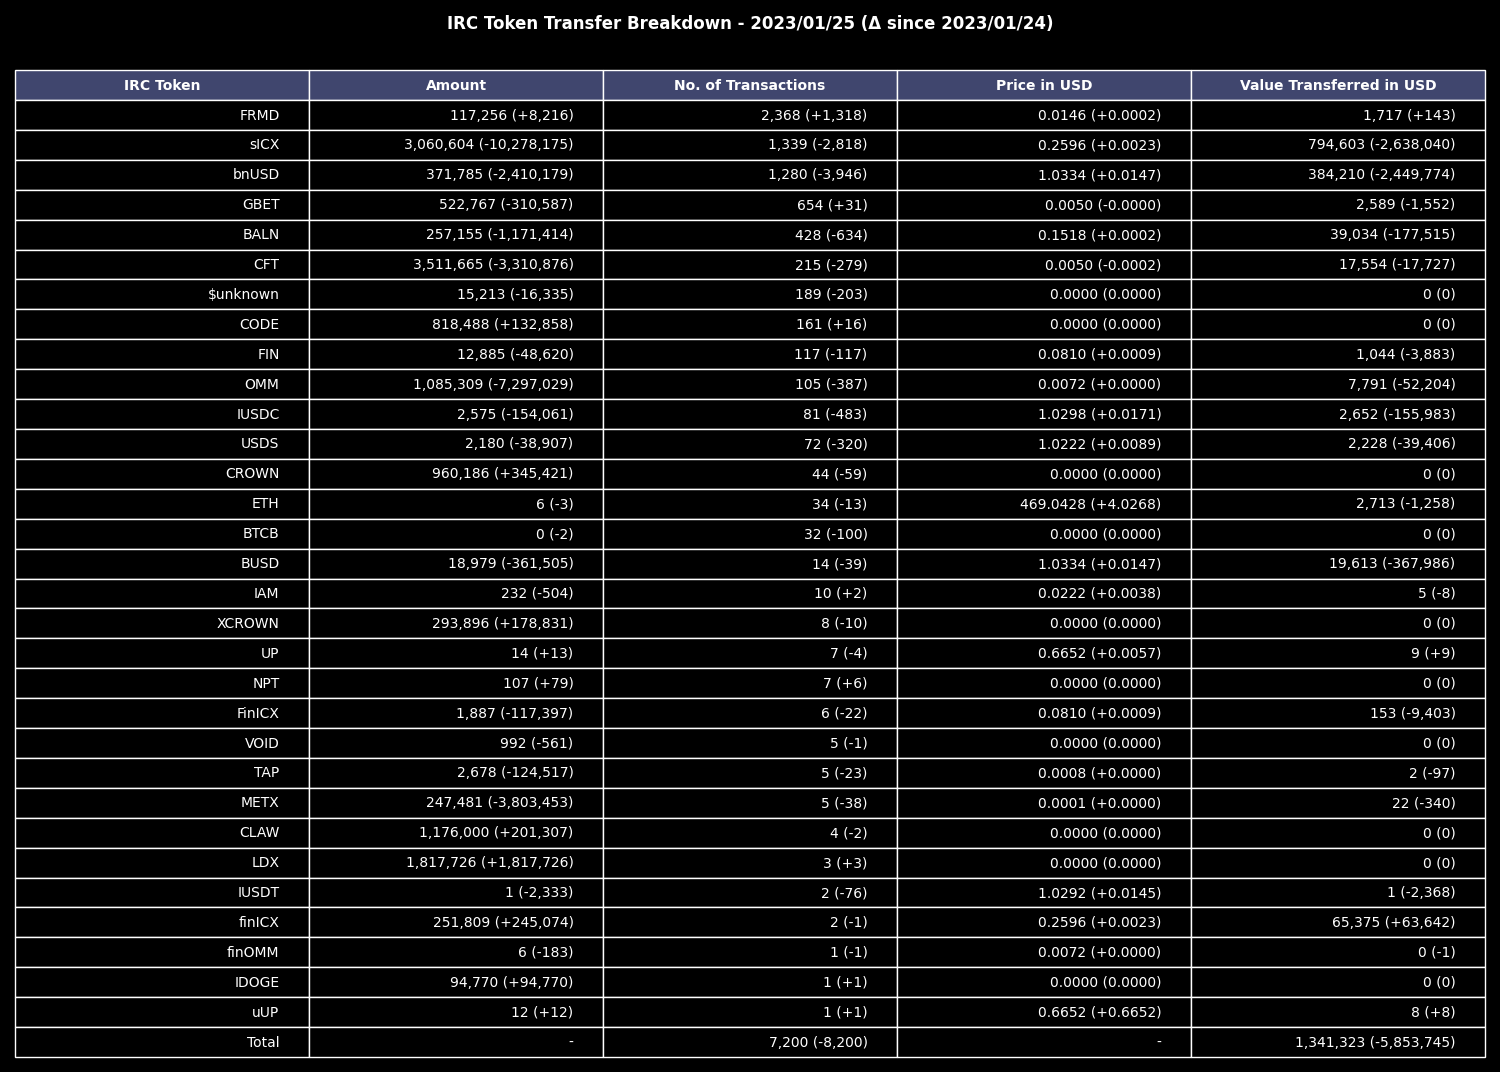 IRC Token Transfer Breakdown - 2023/01/25 (Δ since 2023/01/24)
IRC Token Amount No. of Transactions Price in USD Value Transferred in USD
FRMD 117,256 (+8,216) 2,368 (+1,318) 0.0146 (+0.0002) 1,717 (+143)
sICX 3,060,604 (-10,278,175) 1,339 (-2,818) 0.2596 (+0.0023) 794,603 (-2,638,040)
bnUSD 371,785 (-2,410,179) 1,280 (-3,946) 1.0334 (+0.0147) 384,210 (-2,449,774)
GBET 522,767 (-310,587) 654 (+31) 0.0050 (-0.0000) 2,589 (-1,552)
BALN 257,155 (-1,171,414) 428 (-634) 0.1518 (+0.0002) 39,034 (-177,515)
CFT 3,511,665 (-3,310,876) 215 (-279) 0.0050 (-0.0002) 17,554 (-17,727)
$unknown 15,213 (-16,335) 189 (-203) 0.0000 (0.0000) 0 (0)
CODE 818,488 (+132,858) 161 (+16) 0.0000 (0.0000) 0 (0)
FIN 12,885 (-48,620) 117 (-117) 0.0810 (+0.0009) 1,044 (-3,883)
OMM 1,085,309 (-7,297,029) 105 (-387) 0.0072 (+0.0000) 7,791 (-52,204)
IUSDC 2,575 (-154,061) 81 (-483) 1.0298 (+0.0171) 2,652 (-155,983)
USDS 2,180 (-38,907) 72 (-320) 1.0222 (+0.0089) 2,228 (-39,406)
CROWN 960,186 (+345,421) 44 (-59) 0.0000 (0.0000) 0 (0)
ETH 6 (-3) 34 (-13) 469.0428 (+4.0268) 2,713 (-1,258)
BTCB 0 (-2) 32 (-100) 0.0000 (0.0000) 0 (0)
BUSD 18,979 (-361,505) 14 (-39) 1.0334 (+0.0147) 19,613 (-367,986)
IAM 232 (-504) 10 (+2) 0.0222 (+0.0038) 5 (-8)
XCROWN 293,896 (+178,831) 8 (-10) 0.0000 (0.0000) 0 (0)
UP 14 (+13) 7 (-4) 0.6652 (+0.0057) 9 (+9)
NPT 107 (+79) 7 (+6) 0.0000 (0.0000) 0 (0)
FinICX 1,887 (-117,397) 6 (-22) 0.0810 (+0.0009) 153 (-9,403)
VOID 992 (-561) 5 (-1) 0.0000 (0.0000) 0 (0)
TAP 2,678 (-124,517) 5 (-23) 0.0008 (+0.0000) 2 (-97)
METX 247,481 (-3,803,453) 5 (-38) 0.0001 (+0.0000) 22 (-340)
CLAW 1,176,000 (+201,307) 4 (-2) 0.0000 (0.0000) 0 (0)
LDX 1,817,726 (+1,817,726) 3 (+3) 0.0000 (0.0000) 0 (0)
IUSDT 1 (-2,333) 2 (-76) 1.0292 (+0.0145) 1 (-2,368)
finICX 251,809 (+245,074) 2 (-1) 0.2596 (+0.0023) 65,375 (+63,642)
finOMM 6 (-183) 1 (-1) 0.0072 (+0.0000) 0 (-1)
IDOGE 94,770 (+94,770) 1 (+1) 0.0000 (0.0000) 0 (0)
uUP 12 (+12) 1 (+1) 0.6652 (+0.6652) 8 (+8)
Total - 7,200 (-8,200) - 1,341,323 (-5,853,745)